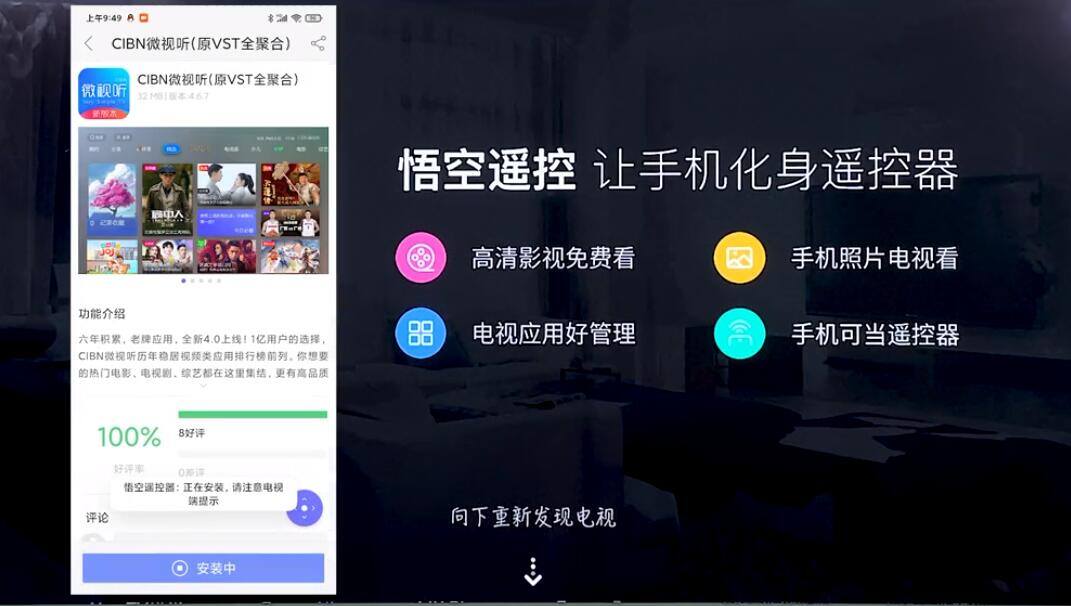 上午9:49
CIBN微视听(原VST全聚合)
微视听
新版本
CIBN微视听(原VST全聚合)
32 MB|版本:4.6.7
功能介绍
六年积累，老牌应用，全新4.0上线！1亿用户的选择，
CIBN微视听历年稳居视频类应用排行榜前列。你想要
的热门电影、电视剧、综艺都在这里集结，更有高品质
100%
好评率
8好评
0差评
悟空遥控器：正在安装，请注意电视
端提示
评论
安装中
悟空遥控 让手机化身遥控器
高清影视免费看
手机照片电视看
电视应用好管理
手机可当遥控器
向下重新发现电视